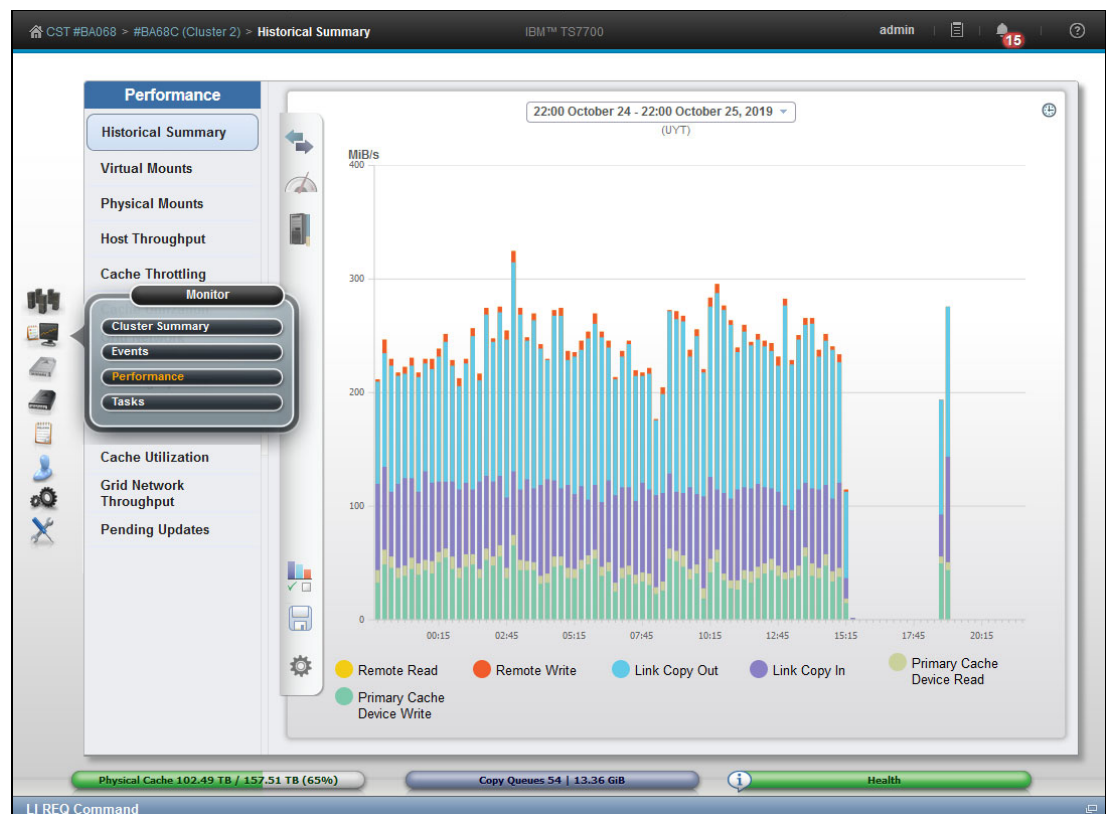 CST #BA068 > #BA68C (Cluster 2) > Historical Summary
IBM™ TS7700
admin
15
?
Performance
Historical Summary
Virtual Mounts
Physical Mounts
Host Throughput
Cache Throttling
Monitor
Cluster Summary
Events
Performance
Tasks
Cache Utilization
Grid Network
Throughput
Pending Updates
22:00 October 24 - 22:00 October 25, 2019
(UYT)
MiB/s
400
300
200
100
0
00:15 02:45 05:15 07:45 10:15 12:45 15:15 17:45 20:15
Remote Read
Remote Write
Link Copy Out
Link Copy In
Primary Cache
Device Read
Primary Cache
Device Write
Physical Cache 102.49 TB / 157.51 TB (65%)
Copy Queues 54 | 13.36 GiB
i
Health
LI REQ Command